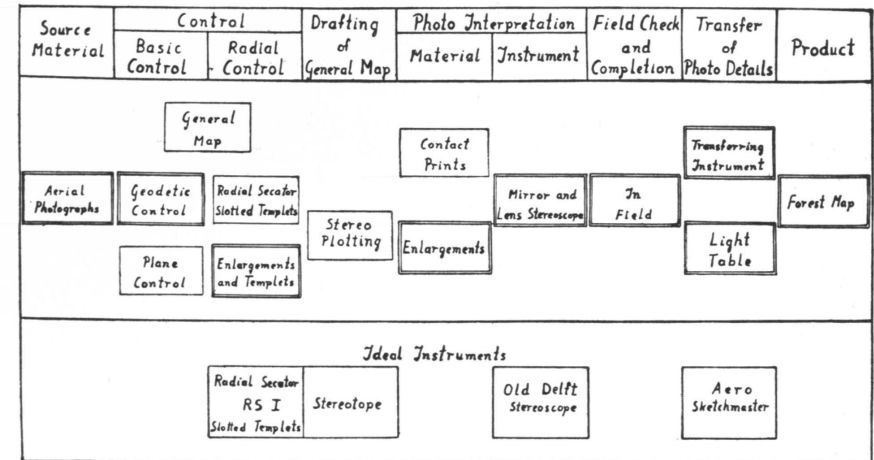 Source
Material
Control
Basic
Control
Radial
Control
Drafting
of
General Map
Photo Interpretation
Material
Instrument
Field Check
and
Completion
Transfer
of
Photo Details
Product
General
Map
Contact
Prints
Transferring
Instrument
Aerial
Photographs
Geodetic
Control
Radial Secator
Slotted Templets
Mirror and
Lens Stereoscope
In
Field
Forest Map
Stereo
Plotting
Enlargements
Light
Table
Plane
Control
Enlargements
and Templets
Ideal Instruments
Radial Secator
RS I
Slotted Templets
Stereotope
Old Delft
Stereoscope
Aero
Sketchmaster